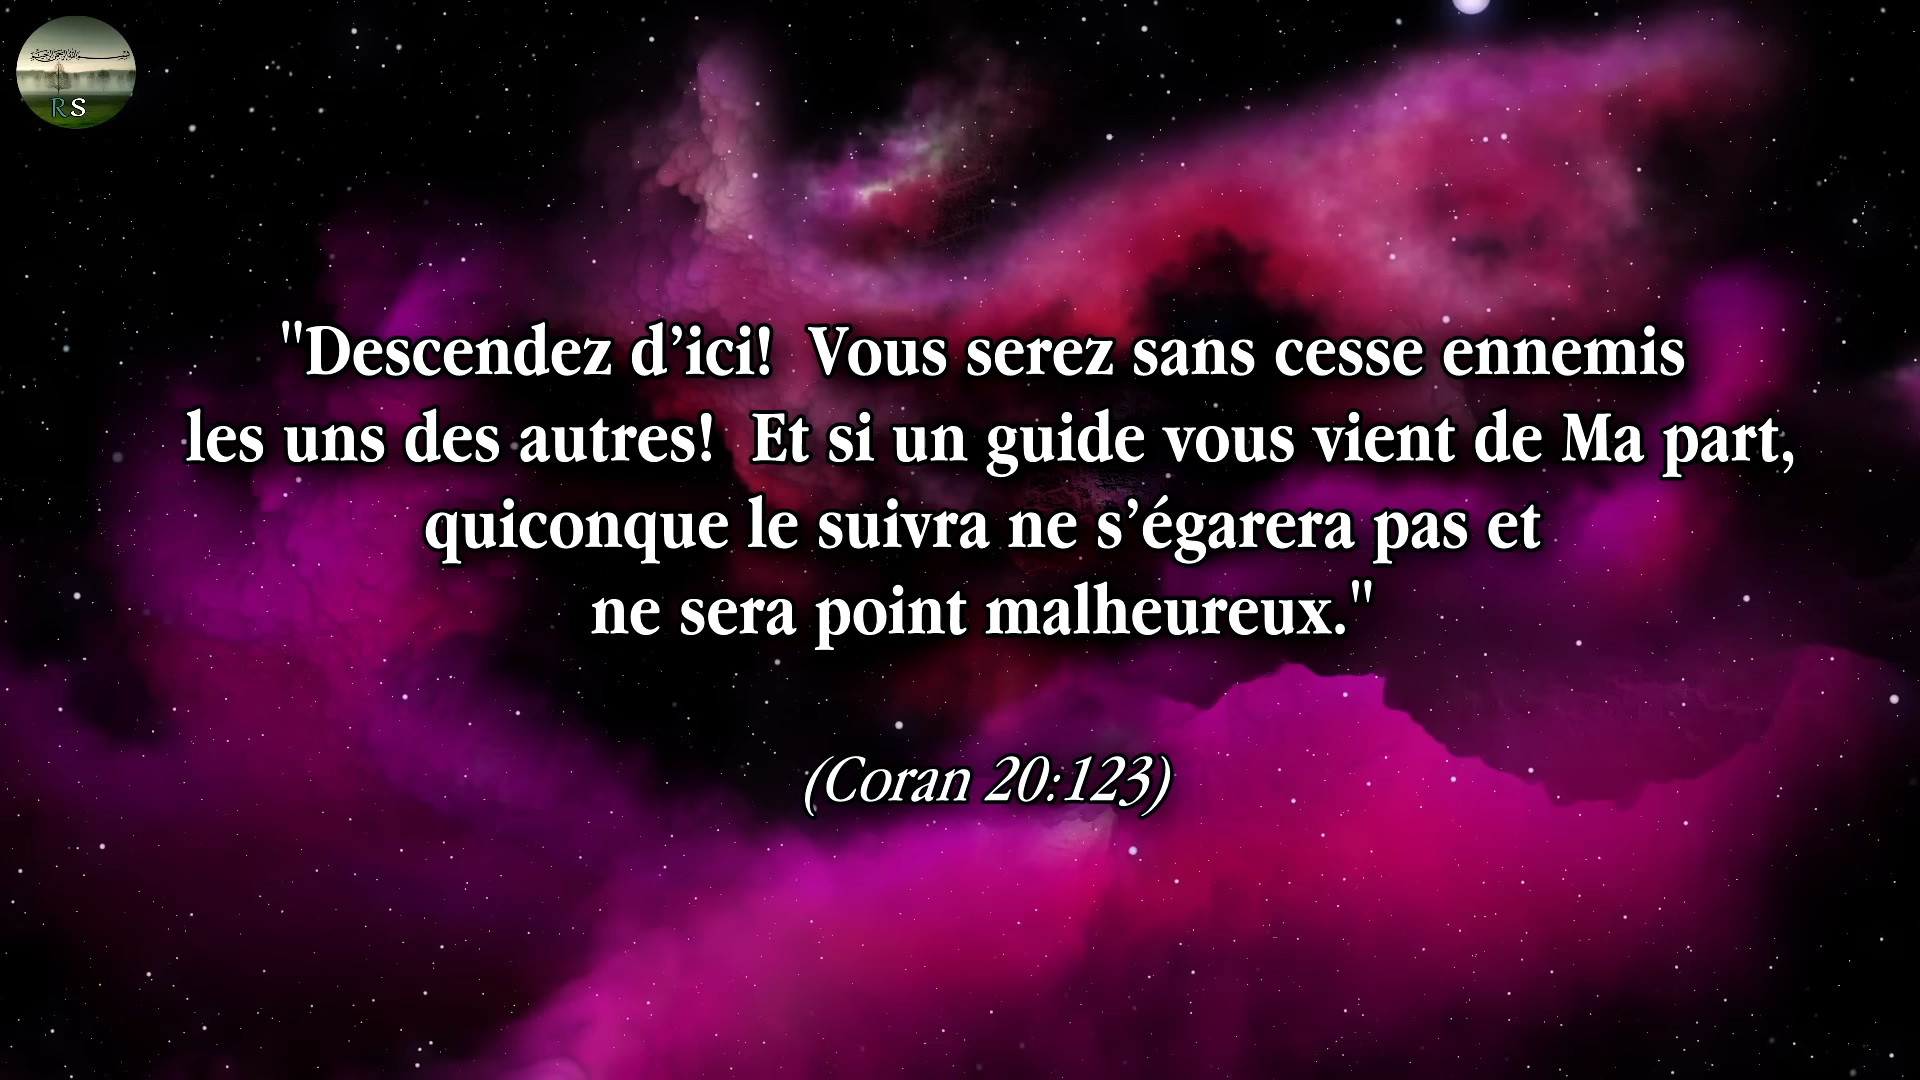 RS
"Descendez d’ici!  Vous serez sans cesse ennemis
les uns des autres!  Et si un guide vous vient de Ma part,
quiconque le suivra ne s’égarera pas et
ne sera point malheureux."
(Coran 20:123)